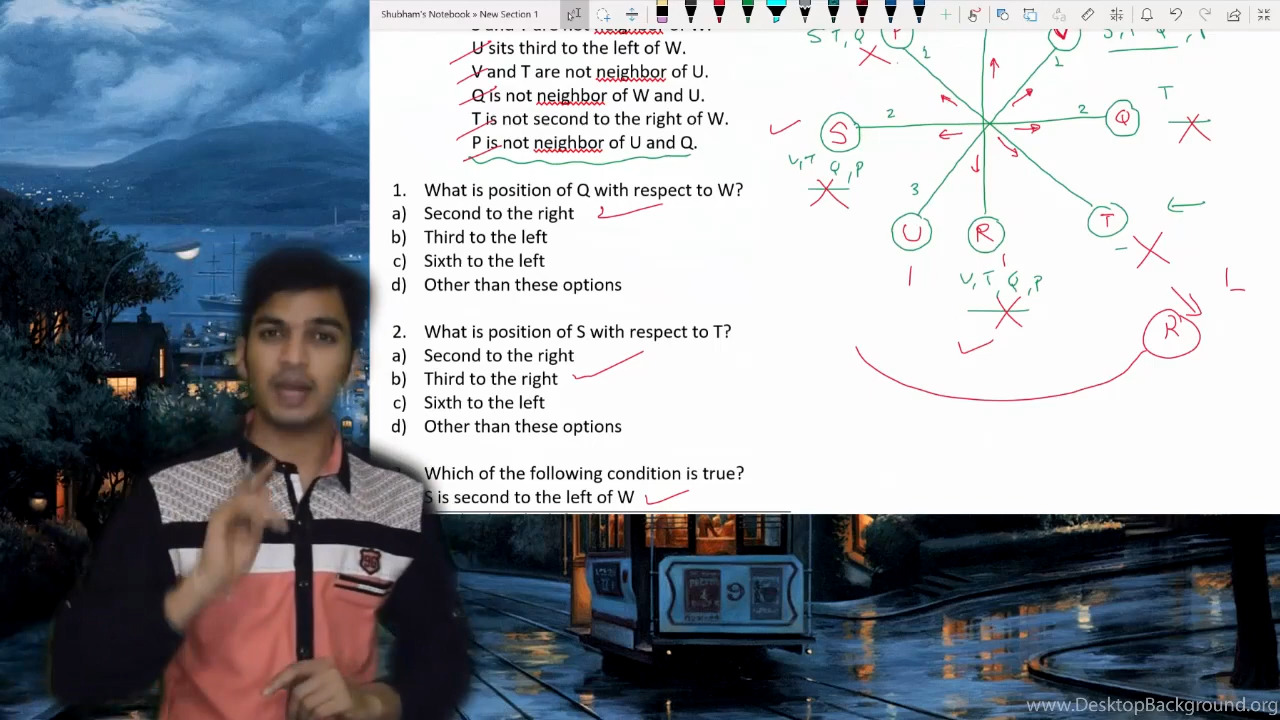 Shubham's Notebook » New Section 1
U sits third to the left of W.
V and T are not neighbor of U.
Q is not neighbor of W and U.
T is not second to the right of W.
P is not neighbor of U and Q.
1. What is position of Q with respect to W?
a) Second to the right
b) Third to the left
c) Sixth to the left
d) Other than these options
2. What is position of S with respect to T?
a) Second to the right
b) Third to the right
c) Sixth to the left
d) Other than these options
Which of the following condition is true?
S is second to the left of W
P
V
S
Q
U
R
T
2
2
1
3
T
V, T, Q, P
V, T Q, P
R
9
www.DesktopBackground.org